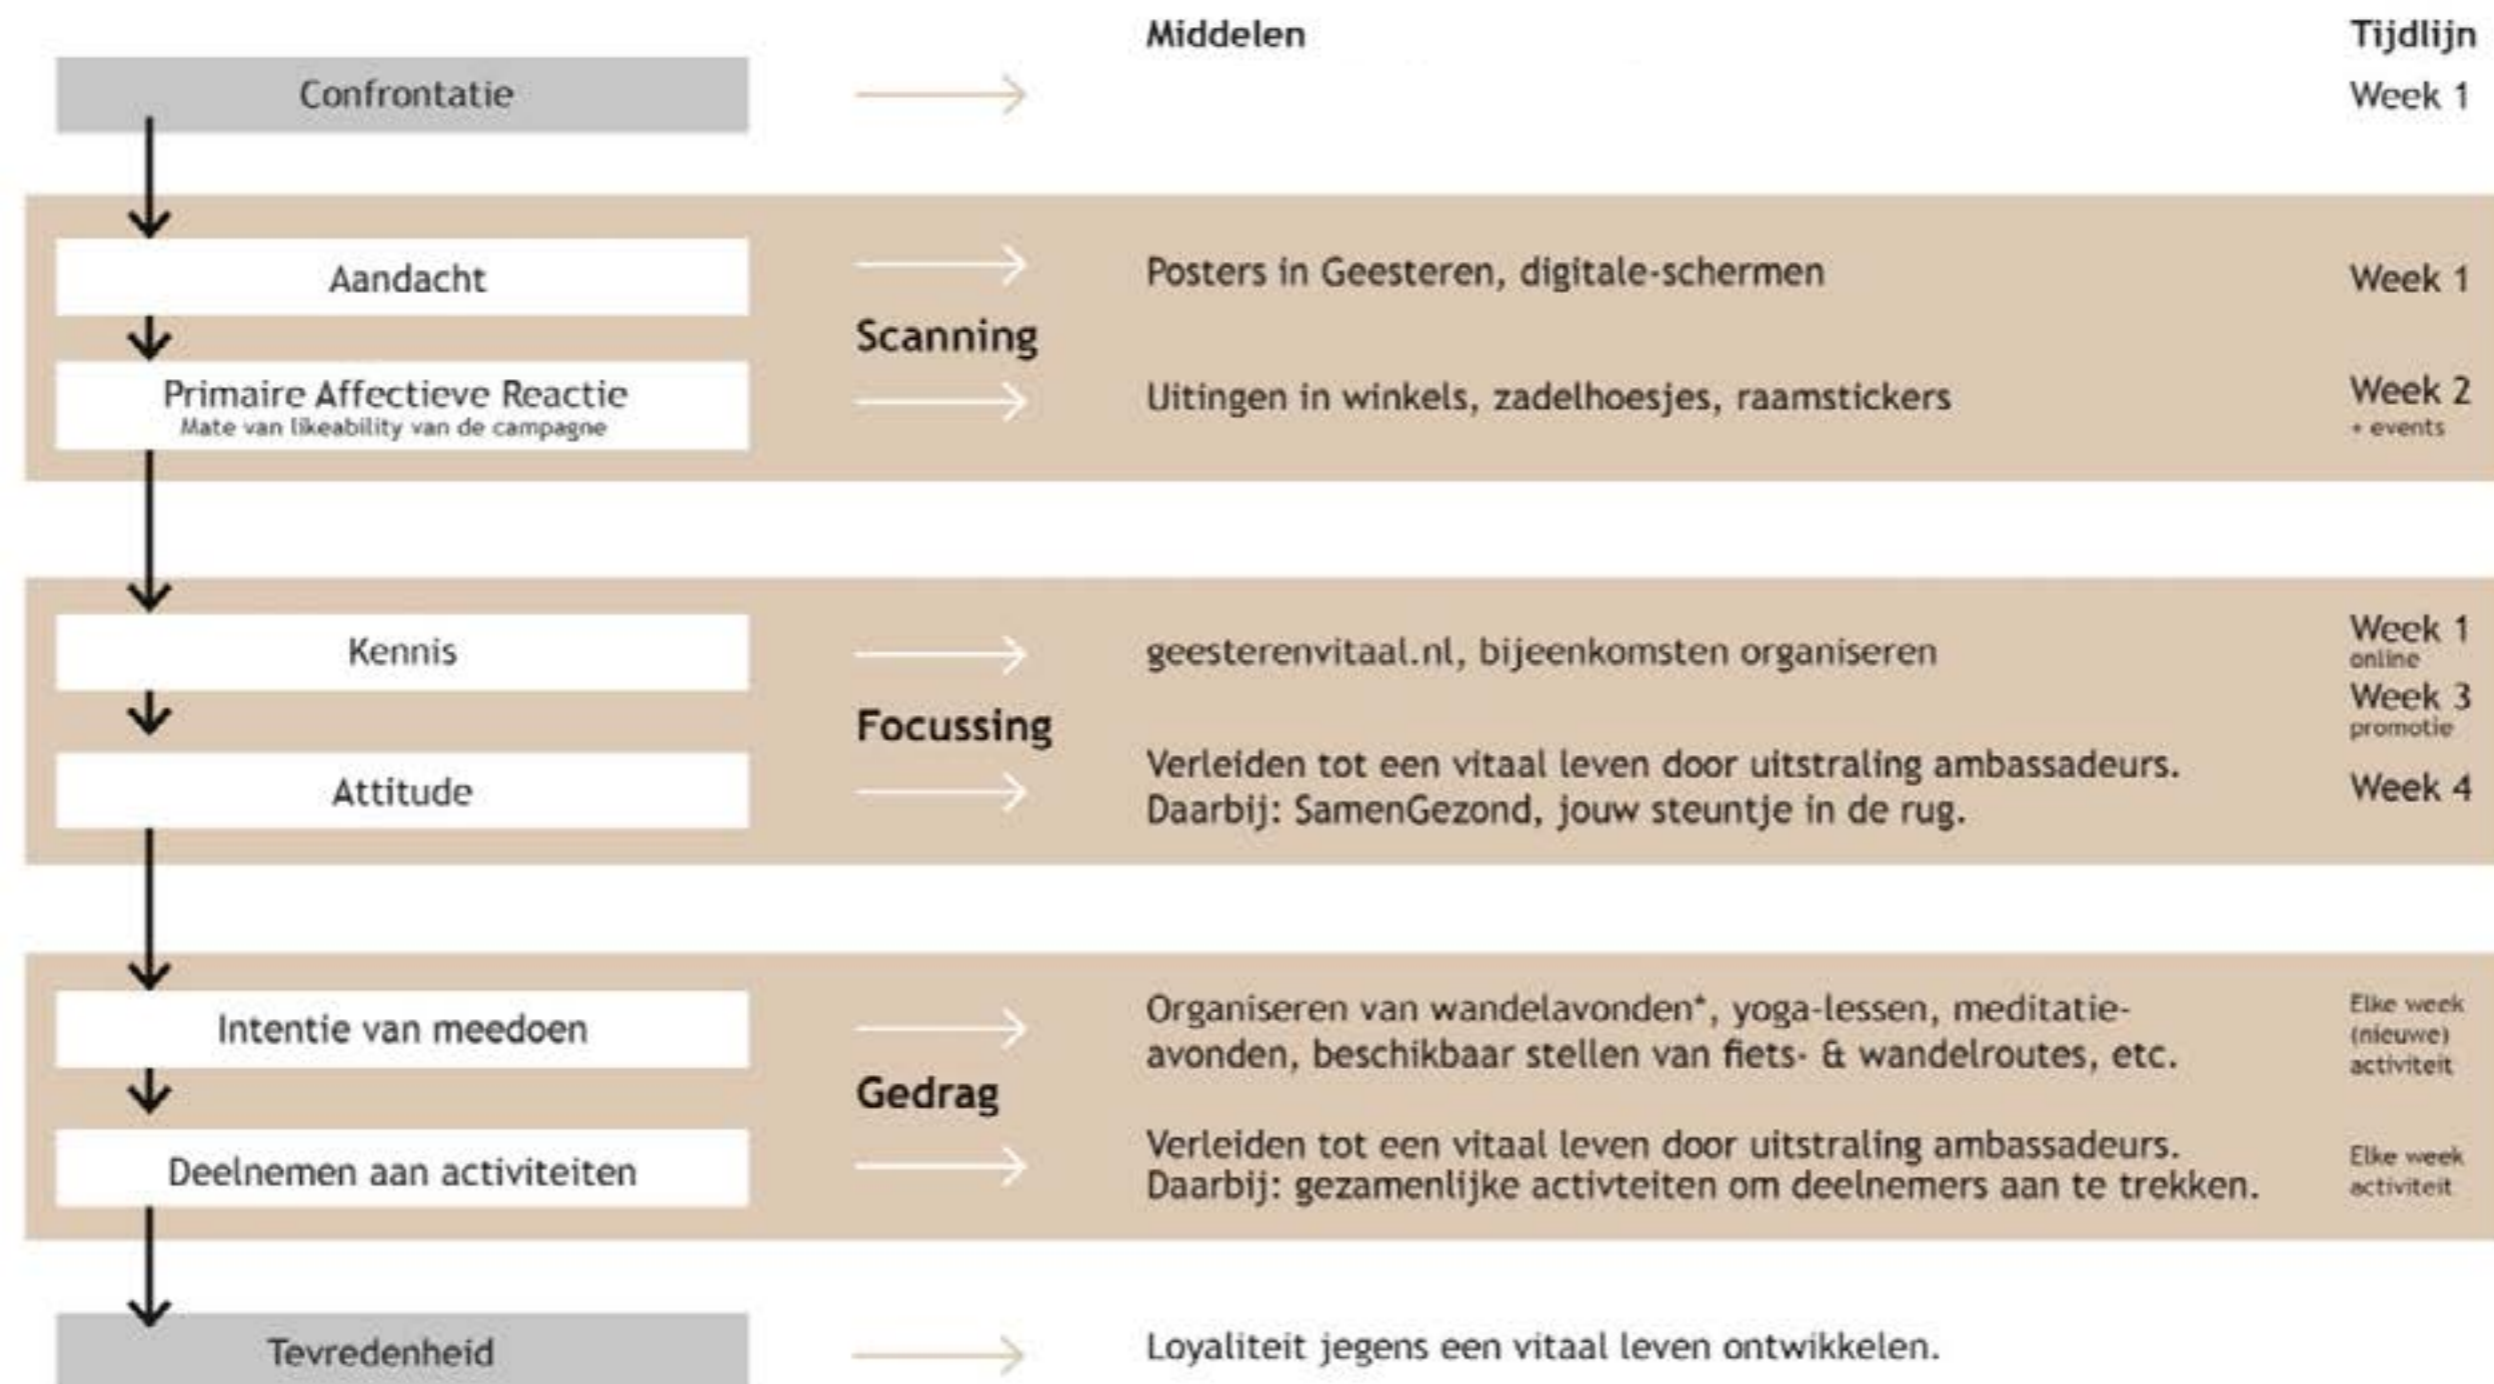 Middelen
Tijdlijn
Confrontatie
Week 1
Aandacht
Posters in Geesteren, digitale-schermen
Week 1
Scanning
Primaire Affectieve Reactie
Mate van likeability van de campagne
Uitingen in winkels, zadelhoesjes, raamstickers
Week 2
+ events
Kennis
geesterenvitaal.nl, bijeenkomsten organiseren
Week 1
online
Week 3
promotie
Focussing
Attitude
Verleiden tot een vitaal leven door uitstraling ambassadeurs.
Daarbij: SamenGezond, jouw steuntje in de rug.
Week 4
Intentie van meedoen
Organiseren van wandelavonden*, yoga-lessen, meditatie-
avonden, beschikbaar stellen van fiets- & wandelroutes, etc.
Elke week
(nieuwe)
activiteit
Gedrag
Deelnemen aan activiteiten
Verleiden tot een vitaal leven door uitstraling ambassadeurs.
Daarbij: gezamenlijke activteiten om deelnemers aan te trekken.
Elke week
activiteit
Tevredenheid
Loyaliteit jegens een vitaal leven ontwikkelen.